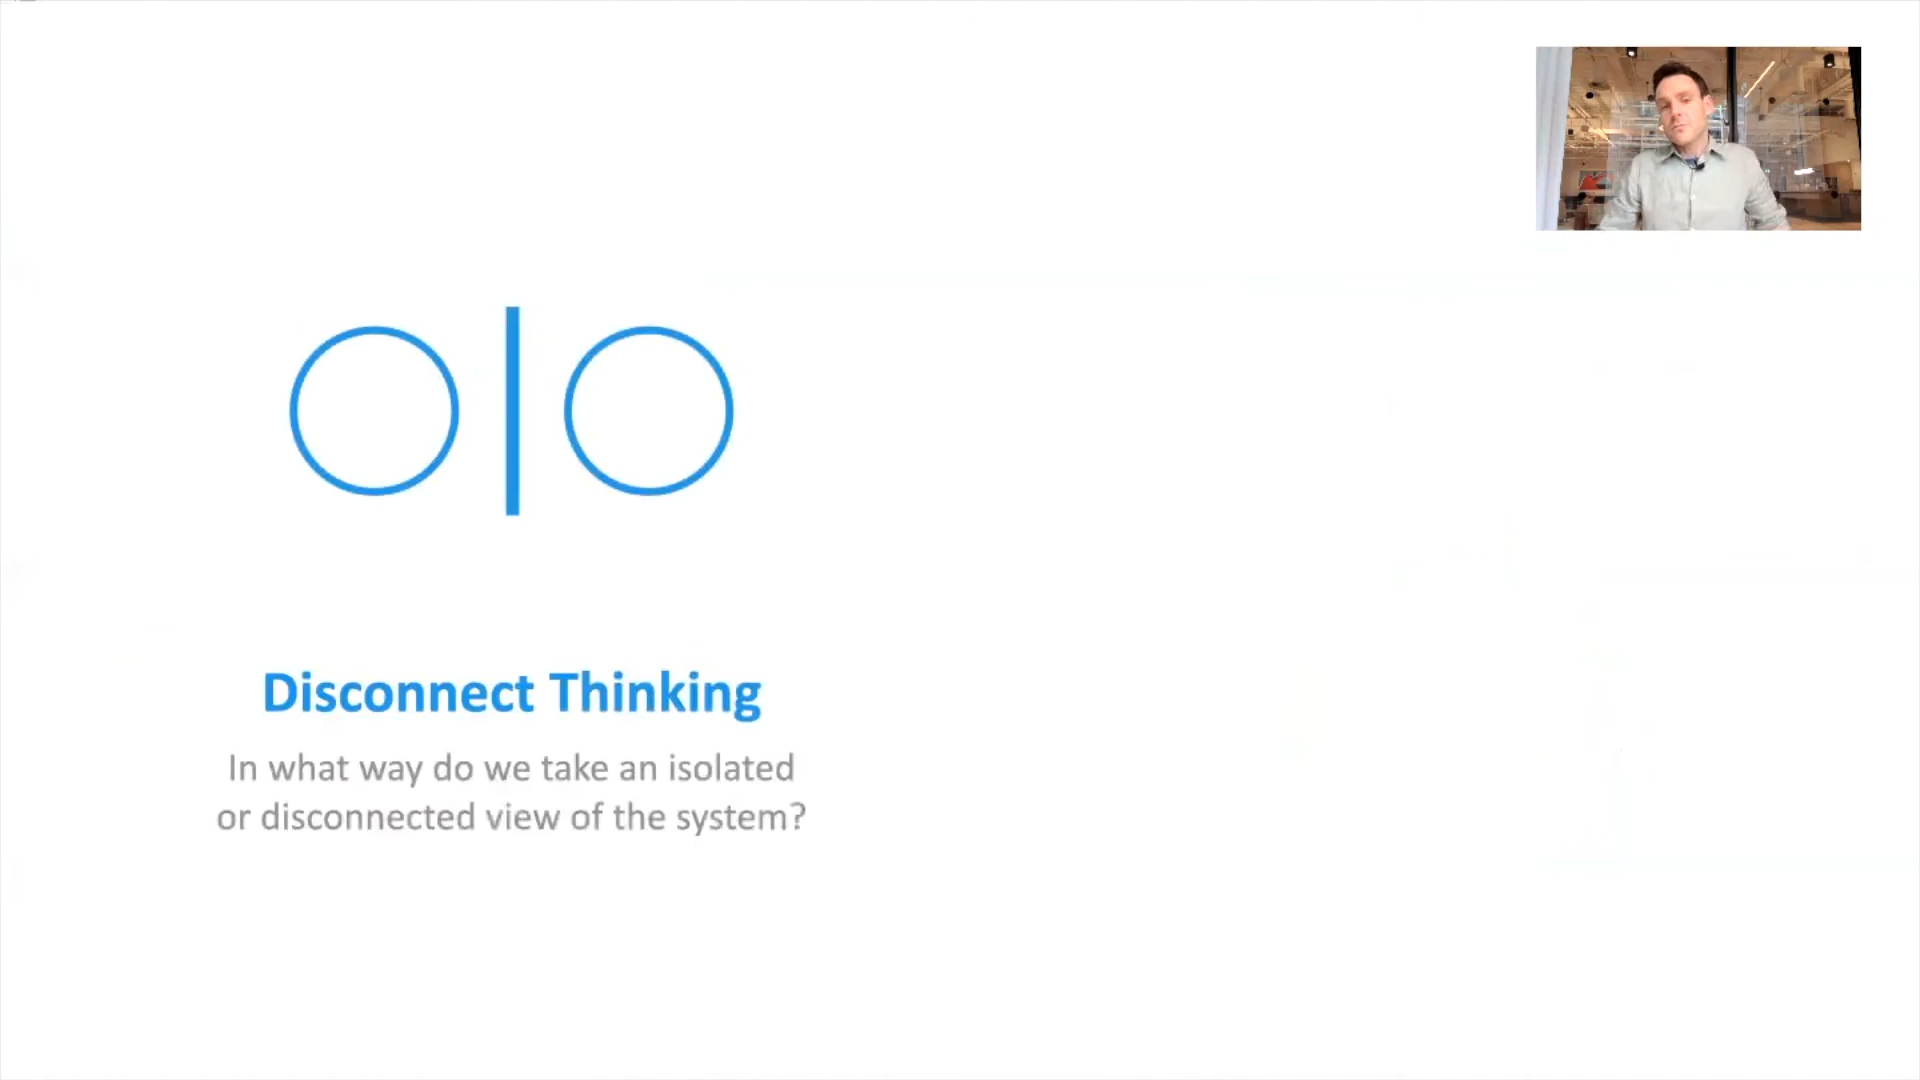 Disconnect Thinking
In what way do we take an isolated
or disconnected view of the system?